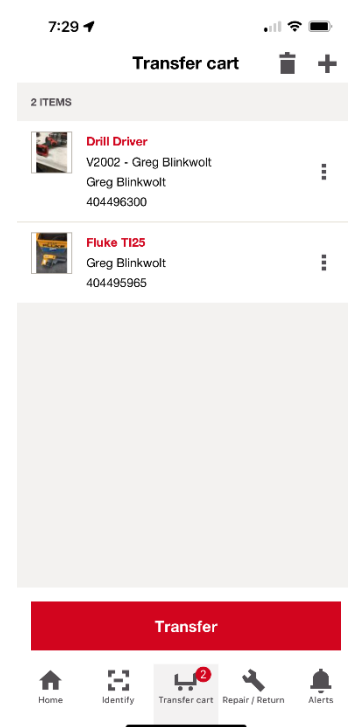 7:29
Transfer cart
2 ITEMS
Drill Driver
V2002 - Greg Blinkwolt
Greg Blinkwolt
404496300
Fluke TI25
Greg Blinkwolt
404495965
Transfer
2
Home
Identify
Transfer cart
Repair / Return
Alerts